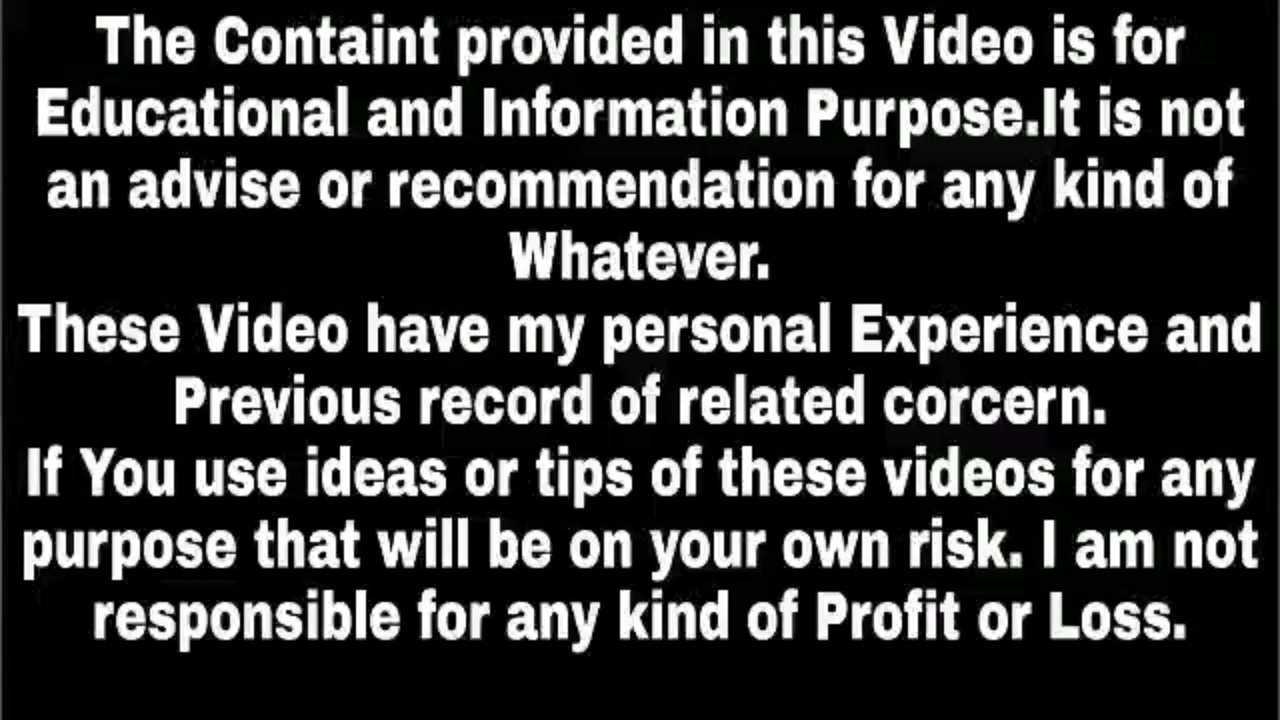 The Containt provided in this Video is for
Educational and Information Purpose.It is not
an advise or recommendation for any kind of
Whatever.
These Video have my personal Experience and
Previous record of related corcern.
If You use ideas or tips of these videos for any
purpose that will be on your own risk. I am not
responsible for any kind of Profit or Loss.